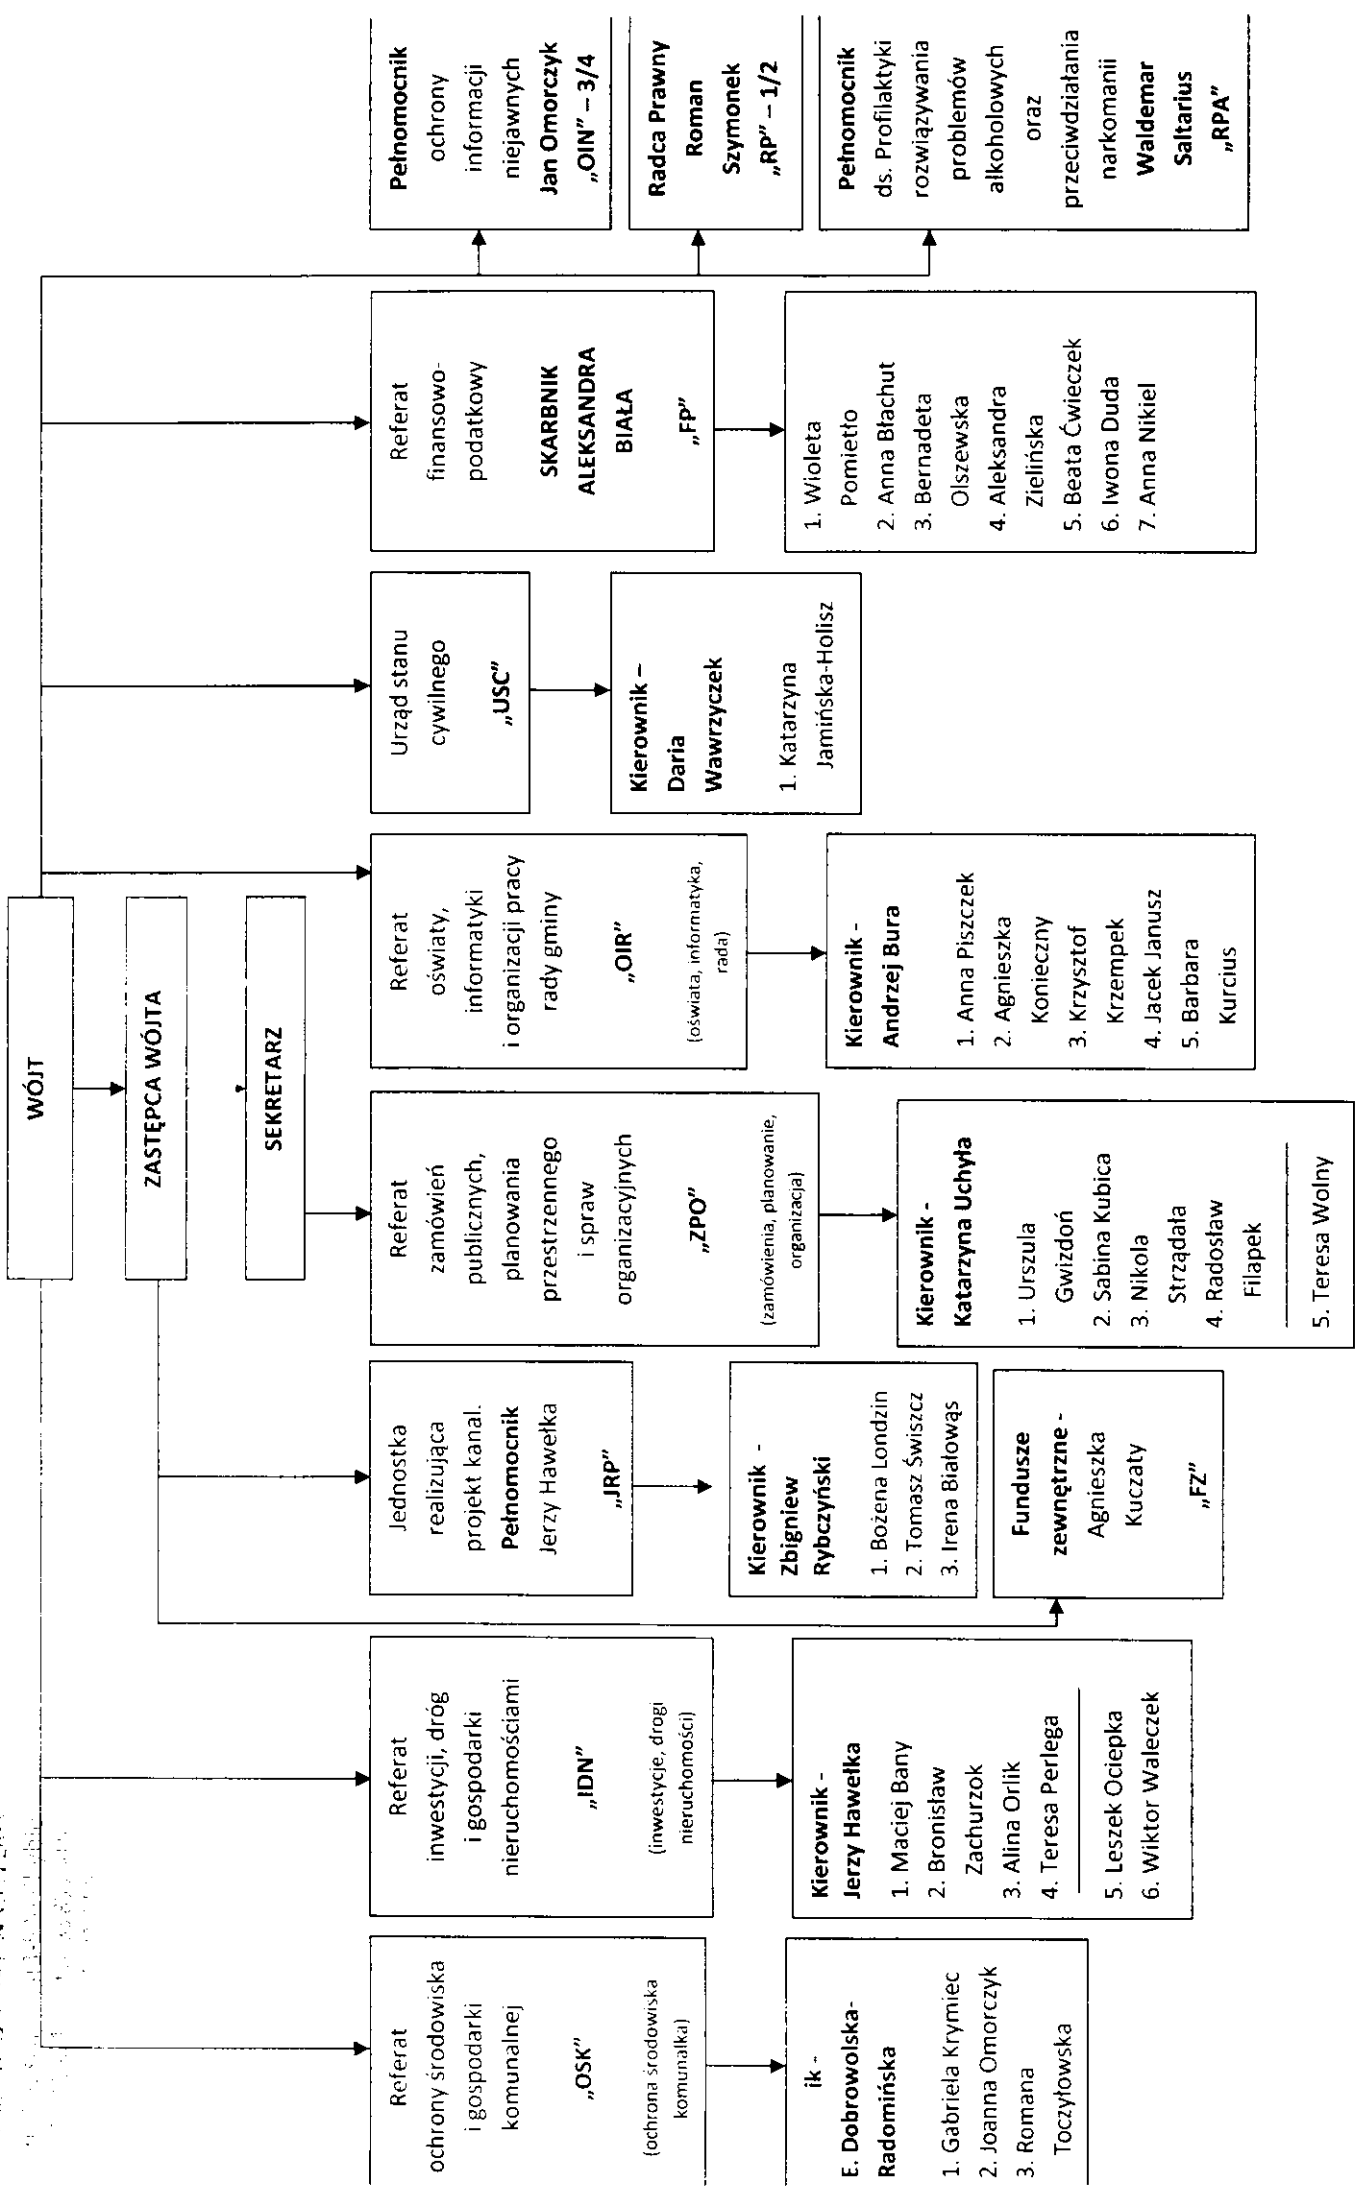 WÓJT
ZASTĘPCA WÓJTA
SEKRETARZ
Referat
ochrony środowiska
i gospodarki
komunalnej
„OSK”
(ochrona środowiska
komunalka)
ik -
E. Dobrowolska-
Radomińska
1. Gabriela Krymiec
2. Joanna Omorczyk
3. Romana
Toczyłowska
Referat
inwestycji, dróg
i gospodarki
nieruchomościami
„IDN”
(inwestycje, drogi
nieruchomości)
Kierownik -
Jerzy Hawełka
1. Maciej Bany
2. Bronisław
Zachurzok
3. Alina Orlik
4. Teresa Perlega
5. Leszek Ociepka
6. Wiktor Waleczek
Jednostka
realizująca
projekt kanal.
Pełnomocnik
Jerzy Hawełka
„JRP”
Kierownik -
Zbigniew
Rybczyński
1. Bożena Londzin
2. Tomasz Świszcz
3. Irena Białowąs
Fundusze
zewnętrzne -
Agnieszka
Kuczaty
„FZ”
Referat
zamówień
publicznych,
planowania
przestrzennego
i spraw
organizacyjnych
„ZPO”
(zamówienia, planowanie,
organizacja)
Kierownik -
Katarzyna Uchyła
1. Urszula
Gwizdoń
2. Sabina Kubica
3. Nikola
Strządała
4. Radosław
Filapek
5. Teresa Wolny
Referat
oświaty,
informatyki
i organizacji pracy
rady gminy
„OIR”
(oświata, informatyka,
rada)
Kierownik -
Andrzej Bura
1. Anna Piszczek
2. Agnieszka
Konieczny
3. Krzysztof
Krzempek
4. Jacek Janusz
5. Barbara
Kurcius
Urząd stanu
cywilnego
„USC”
Kierownik –
Daria
Wawrzyczek
1. Katarzyna
Jamińska-Holisz
Referat
finansowo-
podatkowy
SKARBNIK
ALEKSANDRA
BIAŁA
„FP”
1. Wioleta
Pomietło
2. Anna Błachut
3. Bernadeta
Olszewska
4. Aleksandra
Zielińska
5. Beata Ćwieczek
6. Iwona Duda
7. Anna Nikiel
Pełnomocnik
ochrony
informacji
niejawnych
Jan Omorczyk
„OIN” – 3/4
Radca Prawny
Roman
Szymonek
„RP” – 1/2
Pełnomocnik
ds. Profilaktyki
rozwiązywania
problemów
alkoholowych
oraz
przeciwdziałania
narkomanii
Waldemar
Saltarius
„RPA”